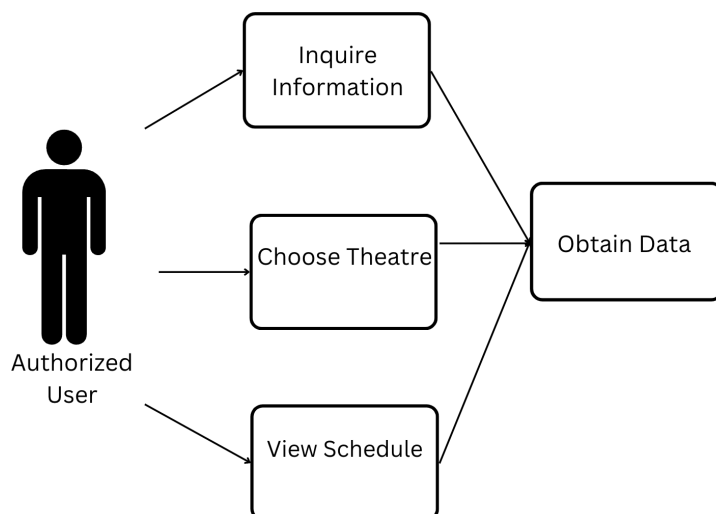 Inquire
Information
Choose Theatre
Obtain Data
Authorized
User
View Schedule